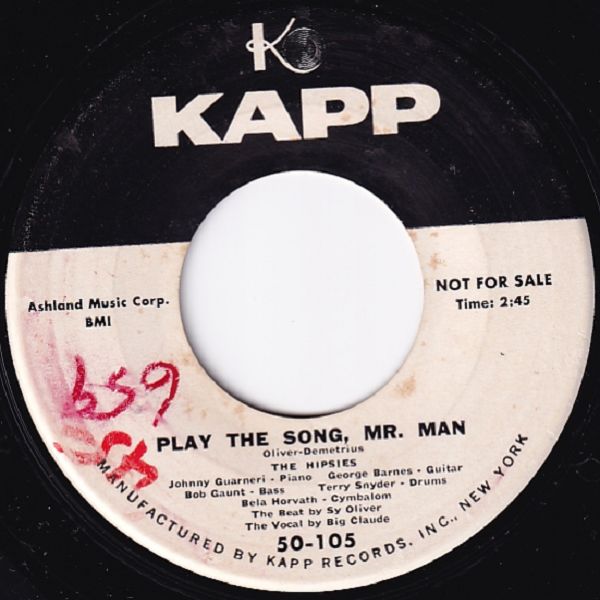 K
KAPP
NOT FOR SALE
Time: 2:45
Ashland Music Corp.
BMI
659
PLAY THE SONG, MR. MAN
Oliver-Demetrius
THE HIPSIES
Johnny Guarneri - Piano George Barnes - Guitar
Bob Gaunt - Bass Terry Snyder - Drums
Bela Horvath - Cymbalom
The Beat by Sy Oliver
The Vocal by Big Claude
50-105
MANUFACTURED BY KAPP RECORDS, INC., NEW YORK